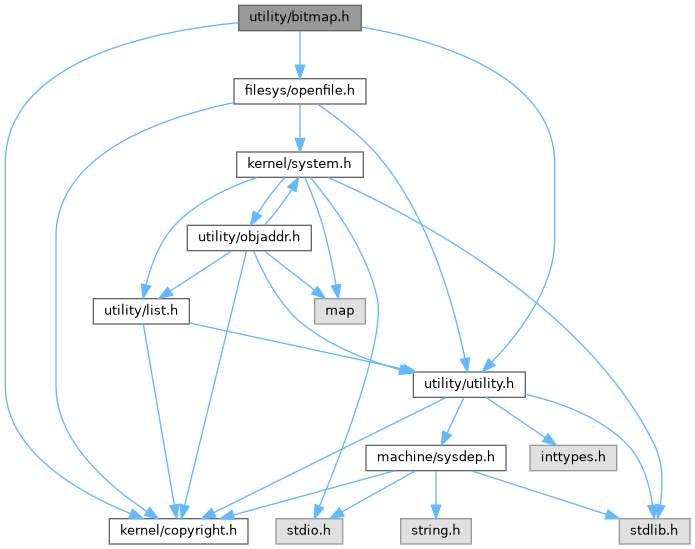 utility/bitmap.h
filesys/openfile.h
kernel/system.h
utility/objaddr.h
utility/list.h
map
utility/utility.h
machine/sysdep.h
inttypes.h
kernel/copyright.h
stdio.h
string.h
stdlib.h